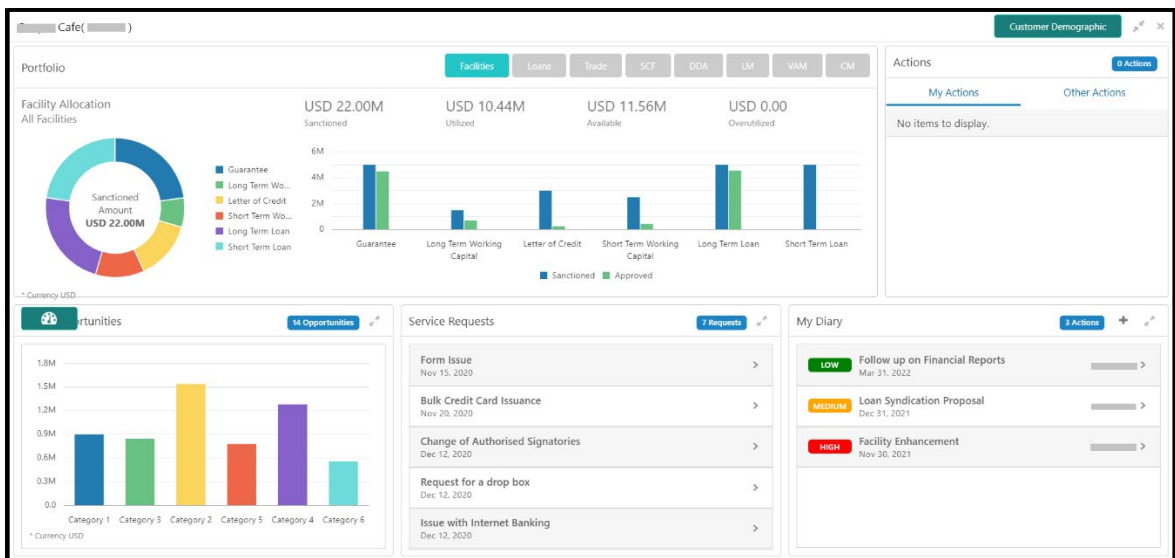 Cafe( )
Customer Demographic
Portfolio
Facilities
Loans
Trade
SCF
DDA
LM
VAM
CM
Facility Allocation
All Facilities
Sanctioned
Amount
USD 22.00M
Guarantee
Long Term Wo...
Letter of Credit
Short Term Wo...
Long Term Loan
Short Term Loan
* Currency USD
USD 22.00M
Sanctioned
USD 10.44M
Utilized
USD 11.56M
Available
USD 0.00
Overutilized
6M
4M
2M
0
Guarantee
Long Term Working
Capital
Letter of Credit
Short Term Working
Capital
Long Term Loan
Short Term Loan
Sanctioned
Approved
Actions
0 Actions
My Actions
Other Actions
No items to display.
rtunities
14 Opportunities
1.8M
1.5M
1.2M
0.9M
0.6M
0.3M
0.0
Category 1
Category 3
Category 2
Category 5
Category 4
Category 6
* Currency USD
Service Requests
7 Requests
Form Issue
Nov 15, 2020
Bulk Credit Card Issuance
Nov 20, 2020
Change of Authorised Signatories
Dec 12, 2020
Request for a drop box
Dec 12, 2020
Issue with Internet Banking
Dec 12, 2020
My Diary
3 Actions
LOW
Follow up on Financial Reports
Mar 31, 2022
MEDIUM
Loan Syndication Proposal
Dec 31, 2021
HIGH
Facility Enhancement
Nov 30, 2021